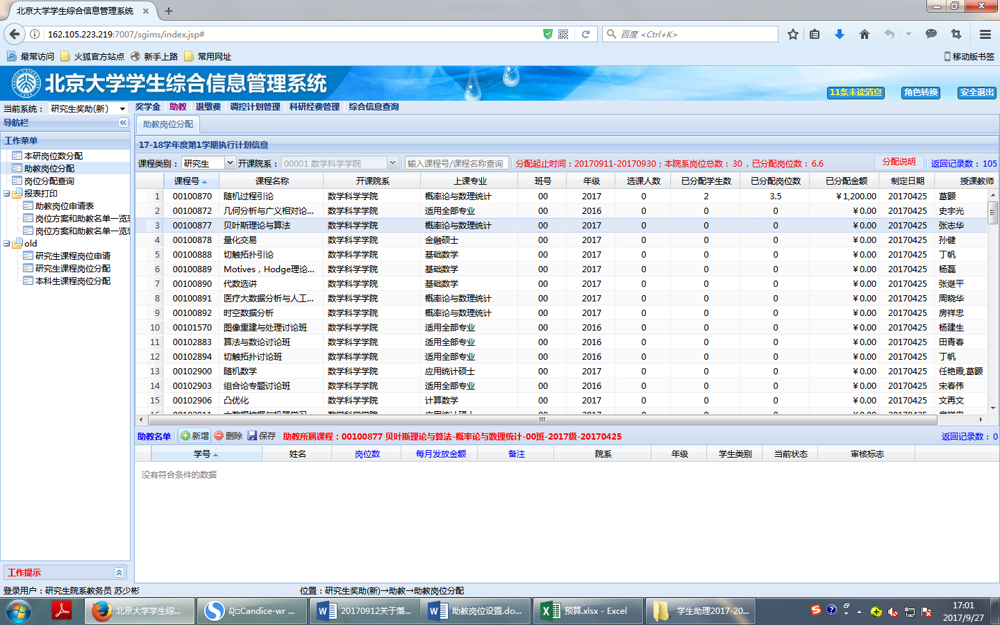 北京大学学生综合信息管理系统
162.105.223.219:7007/sgims/index.jsp#
百度 <Ctrl+K>
最常访问 火狐官方站点 新手上路 常用网址 移动版书签
北京大学学生综合信息管理系统
11条未读消息 角色转换 安全退出
当前系统： 研究生奖助(新) 奖学金 助教 退缴费 调控计划管理 科研经费管理 综合信息查询
导航栏
助教岗位分配
工作菜单
本研岗位数分配
助教岗位分配
岗位分配查询
报表打印
助教岗位申请表
岗位方案和助教名单一览表
岗位方案和助教名单一览表
old
研究生课程岗位申请
研究生课程岗位分配
本科生课程岗位分配
17-18学年度第1学期执行计划信息
课程类别： 研究生 开课院系： 00001 数学科学学院 输入课程号/课程名称查询 分配起止时间：20170911-20170930；本院系岗位总数： 30 ，已分配岗位数： 6.6 分配说明 返回记录数： 105
课程号 课程名称 开课院系 上课专业 班号 年级 选课人数 已分配学生数 已分配岗位数 已分配金额 制定日期 授课教师
1 00100870 随机过程引论 数学科学学院 概率论与数理统计 00 2017 0 2 3.5 ￥1,200.00 20170425 葛颢
2 00100872 几何分析与广义相对论... 数学科学学院 适用全部专业 00 2016 0 0 0 ￥0.00 20170425 史宇光
3 00100877 贝叶斯理论与算法 数学科学学院 概率论与数理统计 00 2017 0 0 0 ￥0.00 20170425 张志华
4 00100878 量化交易 数学科学学院 金融硕士 00 2017 0 0 0 ￥0.00 20170425 孙健
5 00100888 切触拓扑引论 数学科学学院 基础数学 00 2017 0 0 0 ￥0.00 20170425 丁帆
6 00100889 Motives，Hodge理论... 数学科学学院 基础数学 00 2017 0 0 0 ￥0.00 20170425 杨磊
7 00100890 代数选讲 数学科学学院 基础数学 00 2017 0 0 0 ￥0.00 20170425 张继平
8 00100891 医疗大数据分析与人工... 数学科学学院 概率论与数理统计 00 2017 0 0 0 ￥0.00 20170425 周晓华
9 00100892 时空数据分析 数学科学学院 概率论与数理统计 00 2017 0 0 0 ￥0.00 20170425 房祥忠
10 00101570 图像重建与处理讨论班 数学科学学院 适用全部专业 00 2016 0 0 0 ￥0.00 20170425 杨建生
11 00102883 算法与数论讨论班 数学科学学院 适用全部专业 00 2016 0 0 0 ￥0.00 20170425 田青春
12 00102894 切触拓扑讨论班 数学科学学院 适用全部专业 00 2016 0 0 0 ￥0.00 20170425 丁帆
13 00102900 随机数学 数学科学学院 应用统计硕士 00 2017 0 0 0 ￥0.00 20170425 任艳霞,葛颢
14 00102903 组合论专题讨论班 数学科学学院 适用全部专业 00 2016 0 0 0 ￥0.00 20170425 宋春伟
15 00102906 凸优化 数学科学学院 计算数学 00 2017 0 0 0 ￥0.00 20170425 文再文
助教名单 新增 删除 保存 助教所属课程：00100877 贝叶斯理论与算法-概率论与数理统计-00班-2017级-20170425 返回记录数： 0
学号 姓名 岗位数 每月发放金额 备注 院系 年级 学生类别 当前状态 审核标志
没有符合条件的数据
工作提示
登录用户：研究生院系教务员 苏少彬 位置：研究生奖助(新)→助教→助教岗位分配
北京大学学生综... Candice-wr ... 20170912关于落... 助教岗位设置.do... 预算.xlsx - Excel 学生助理2017-20...
17:01
2017/9/27